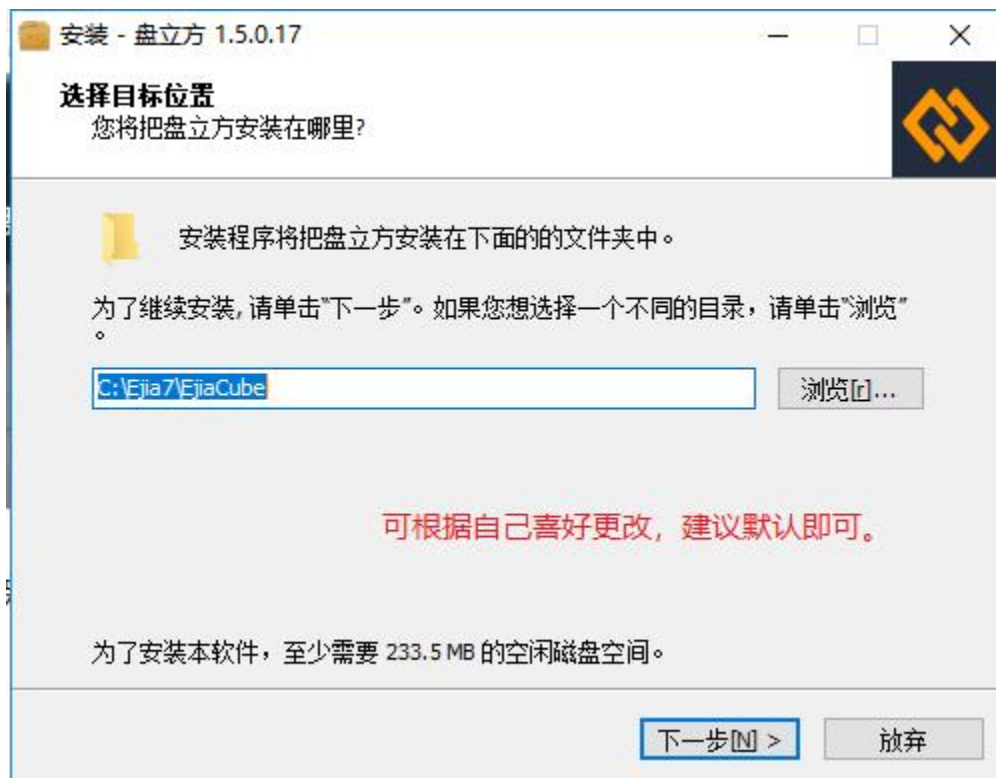 安装 - 盘立方 1.5.0.17
选择目标位置
您将把盘立方安装在哪里?
安装程序将把盘立方安装在下面的的文件夹中。
为了继续安装, 请单击“下一步”。如果您想选择一个不同的目录，请单击“浏览”
。
C:\Ejia7\EjiaCube
浏览[r]...
可根据自己喜好更改，建议默认即可。
为了安装本软件，至少需要 233.5 MB 的空闲磁盘空间。
下一步[N] >
放弃